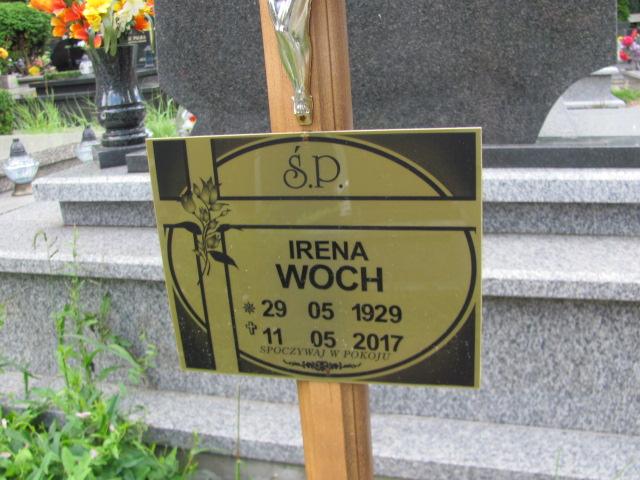 Ś.P.
IRENA
WOCH
* 29 05 1929
✝ 11 05 2017
SPOCZYWAJ W POKOJU